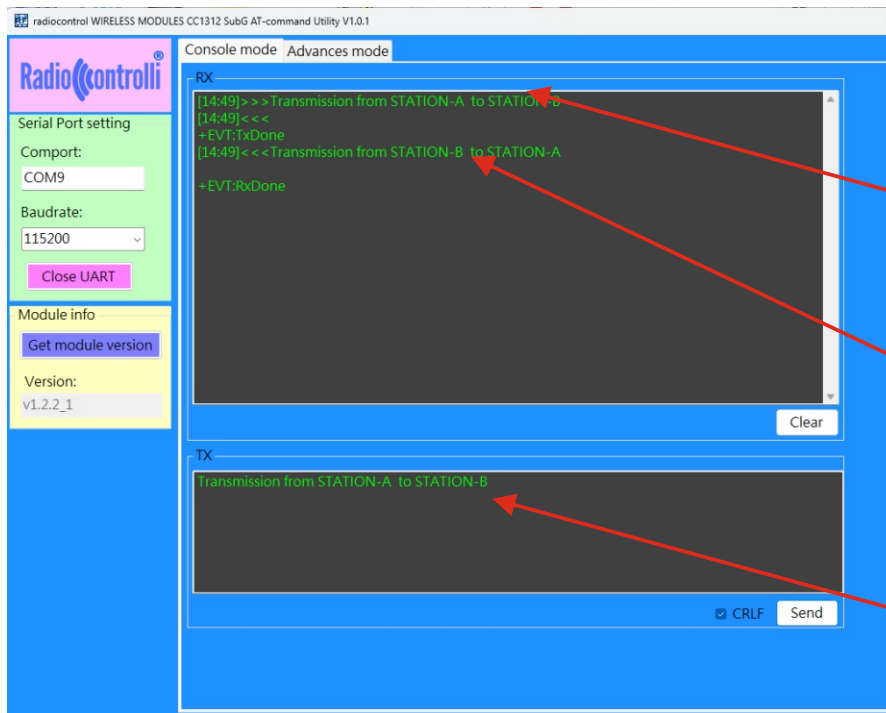 radiocontrol WIRELESS MODULES CC1312 SubG AT-command Utility V1.0.1
Radiocontrolli®
Serial Port setting
Comport:
COM9
Baudrate:
115200
Close UART
Module info
Get module version
Version:
v1.2.2_1
Console mode Advances mode
RX
[14:49]>>>Transmission from STATION-A to STATION-B
[14:49]<<<
+EVT:TxDone
[14:49]<<<Transmission from STATION-B to STATION-A
+EVT:RxDone
Clear
TX
Transmission from STATION-A to STATION-B
CRLF Send